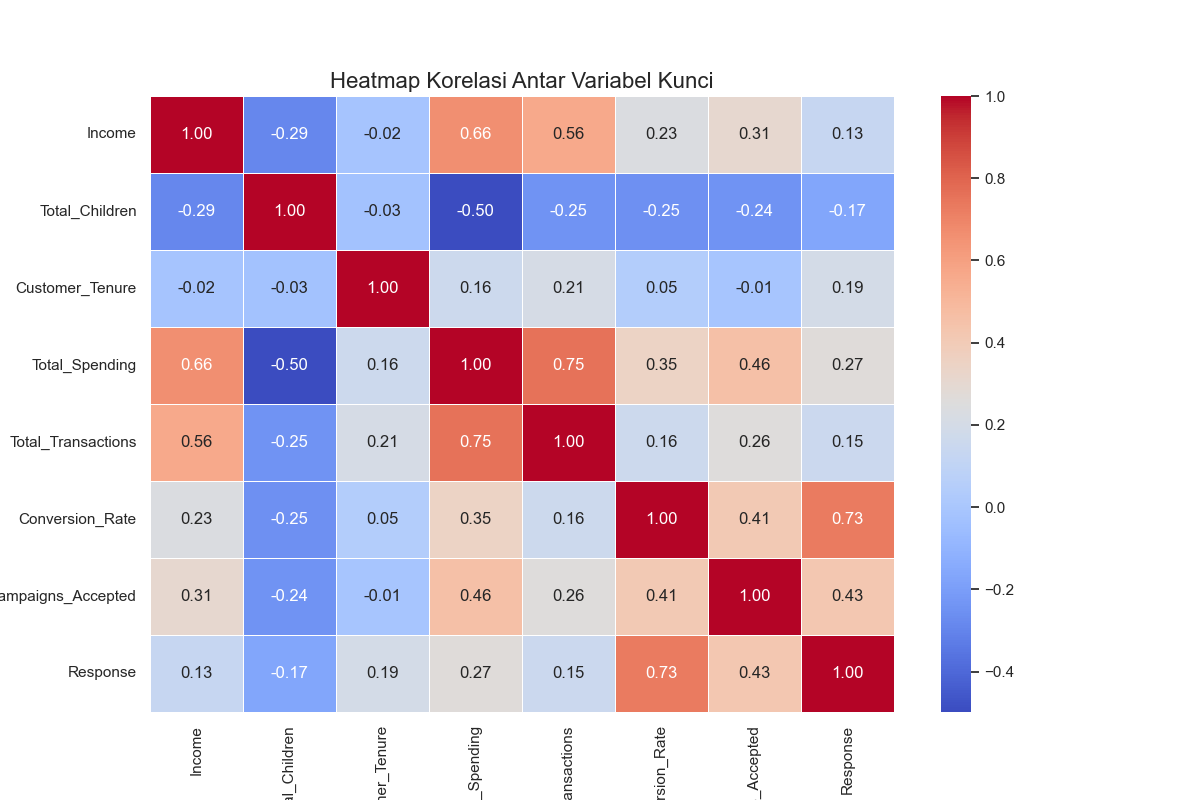 Heatmap Korelasi Antar Variabel Kunci
Income 1.00 -0.29 -0.02 0.66 0.56 0.23 0.31 0.13
Total_Children -0.29 1.00 -0.03 -0.50 -0.25 -0.25 -0.24 -0.17
Customer_Tenure -0.02 -0.03 1.00 0.16 0.21 0.05 -0.01 0.19
Total_Spending 0.66 -0.50 0.16 1.00 0.75 0.35 0.46 0.27
Total_Transactions 0.56 -0.25 0.21 0.75 1.00 0.16 0.26 0.15
Conversion_Rate 0.23 -0.25 0.05 0.35 0.16 1.00 0.41 0.73
ampaigns_Accepted 0.31 -0.24 -0.01 0.46 0.26 0.41 1.00 0.43
Response 0.13 -0.17 0.19 0.27 0.15 0.73 0.43 1.00
Income
al_Children
ner_Tenure
_Spending
ansactions
rsion_Rate
_Accepted
Response
1.0
0.8
0.6
0.4
0.2
0.0
−0.2
−0.4